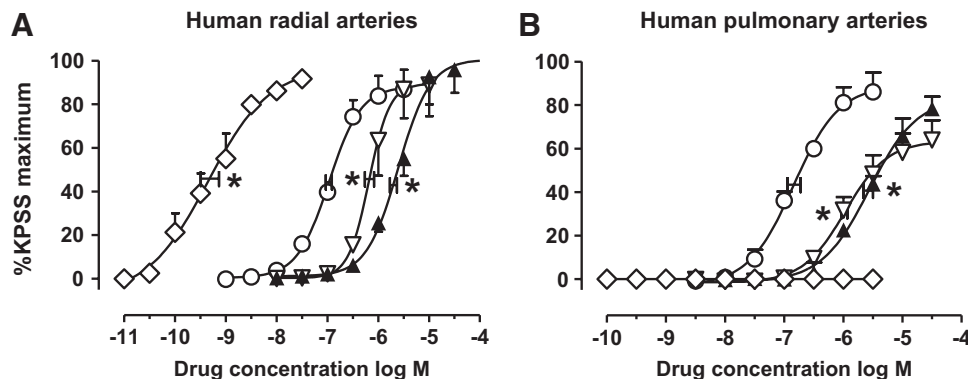 A Human radial arteries
B Human pulmonary arteries
%KPSS maximum
100
80
60
40
20
0
* * *
-11 -10 -9 -8 -7 -6 -5 -4
Drug concentration log M
100
80
60
40
20
0
* *
-10 -9 -8 -7 -6 -5 -4
Drug concentration log M